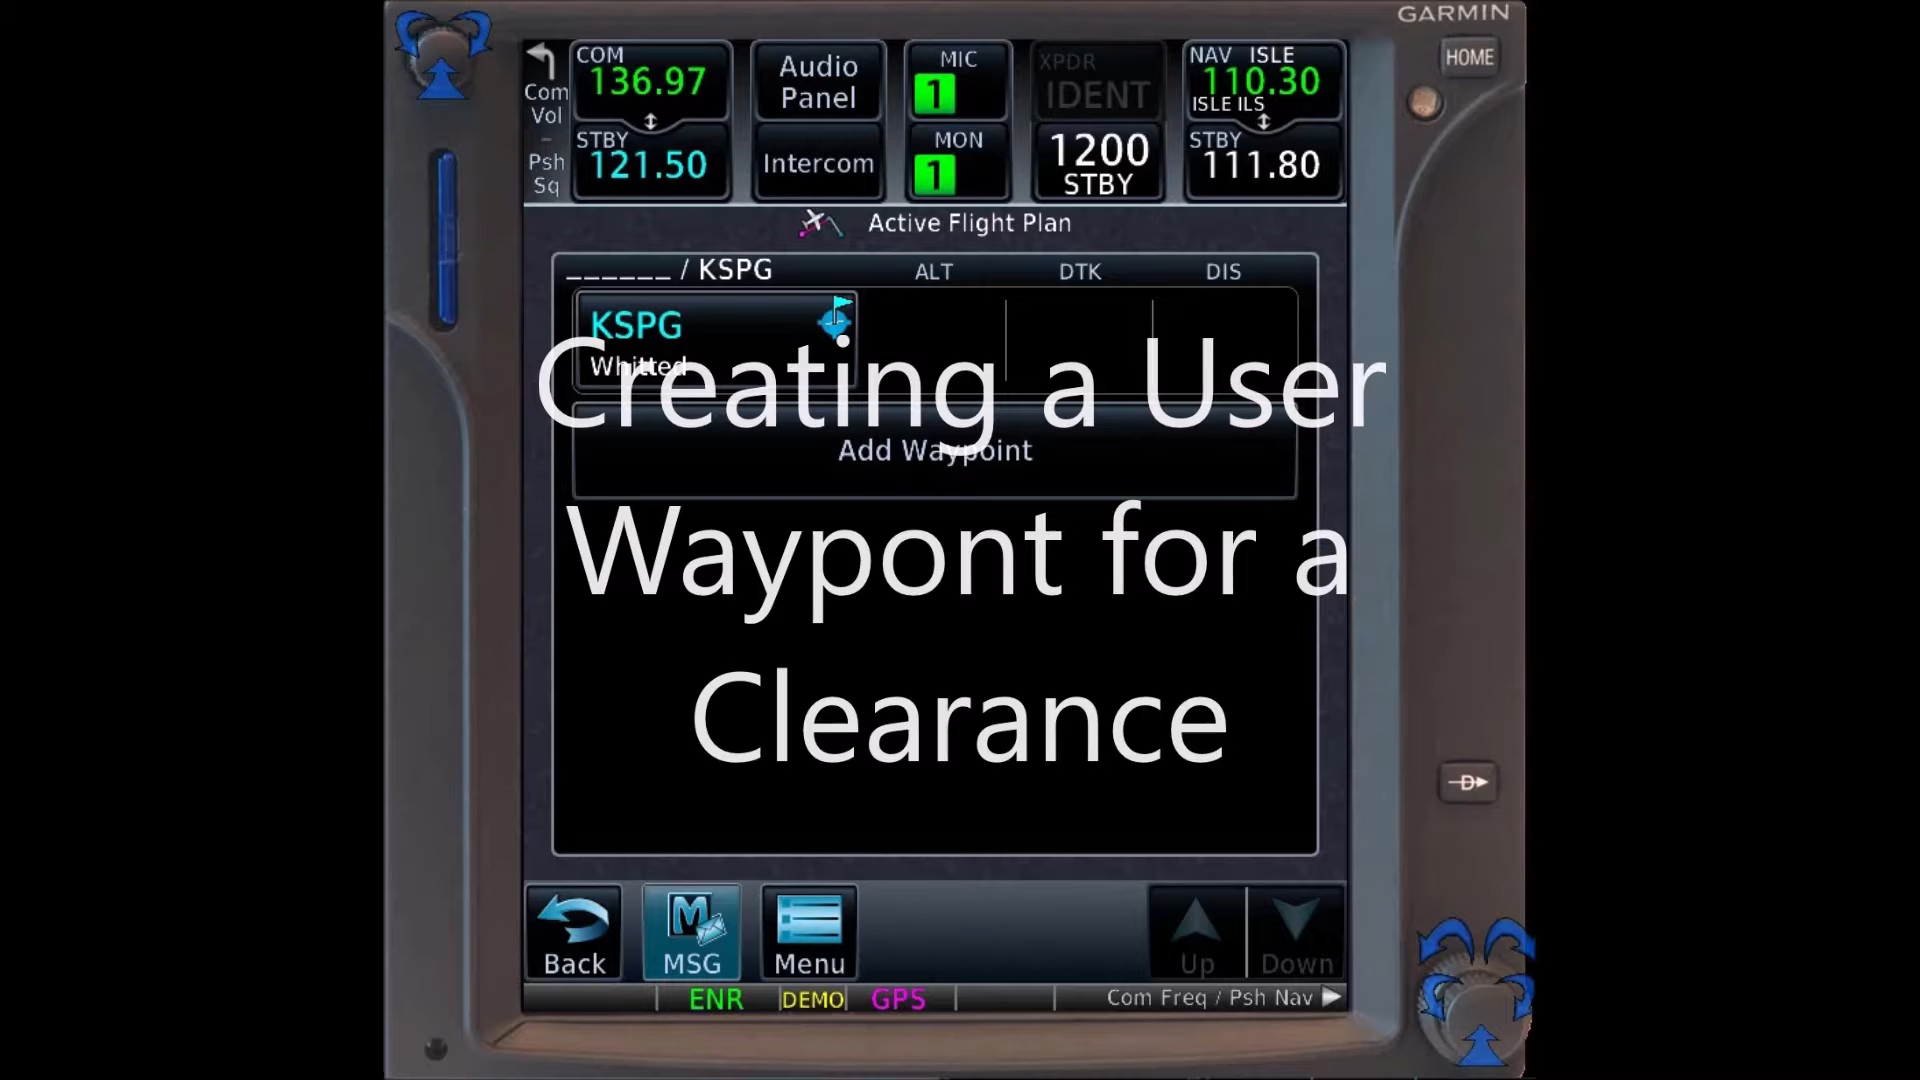 GARMIN
HOME
Com
Vol
-
Psh
Sq
COM
136.97
STBY
121.50
Audio
Panel
Intercom
MIC
1
MON
1
XPDR
IDENT
1200
STBY
NAV ISLE
110.30
ISLE ILS
STBY
111.80
Active Flight Plan
______ / KSPG ALT DTK DIS
KSPG
Whitted
Add Waypoint
Creating a User
Waypont for a
Clearance
D
Back MSG Menu Up Down
ENR DEMO GPS Com Freq / Psh Nav